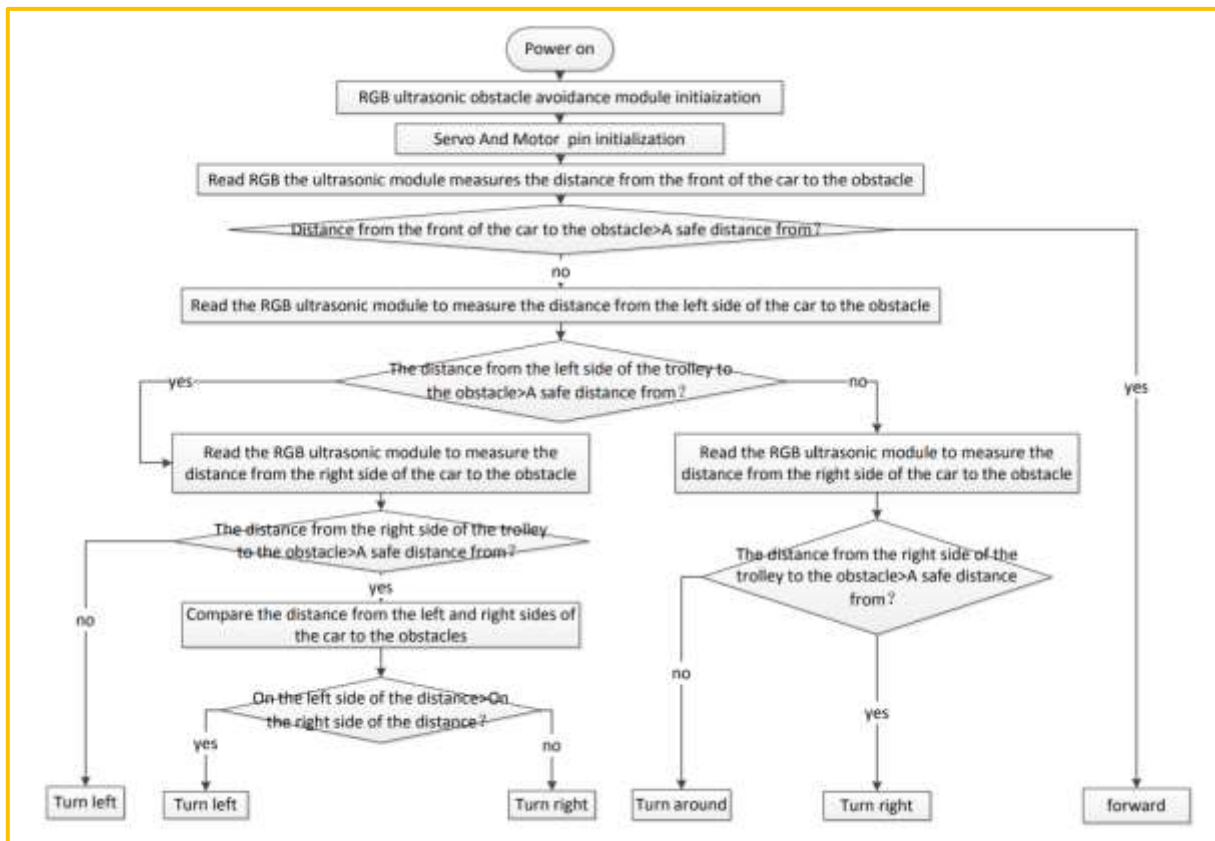 Power on
RGB ultrasonic obstacle avoidance module initiaization
Servo And Motor pin initialization
Read RGB the ultrasonic module measures the distance from the front of the car to the obstacle
Distance from the front of the car to the obstacle>A safe distance from?
no
Read the RGB ultrasonic module to measure the distance from the left side of the car to the obstacle
The distance from the left side of the trolley to
the obstacle>A safe distance from?
yes
no
yes
Read the RGB ultrasonic module to measure the
distance from the right side of the car to the obstacle
Read the RGB ultrasonic module to measure the
distance from the right side of the car to the obstacle
The distance from the right side of the trolley
to the obstacle>A safe distance from?
The distance from the right side of the
trolley to the obstacle>A safe distance
from?
yes
no
Compare the distance from the left and right sides of
the car to the obstacles
no
On the left side of the distance>On
the right side of the distance?
yes
yes
no
Turn left
Turn left
Turn right
Turn around
Turn right
forward